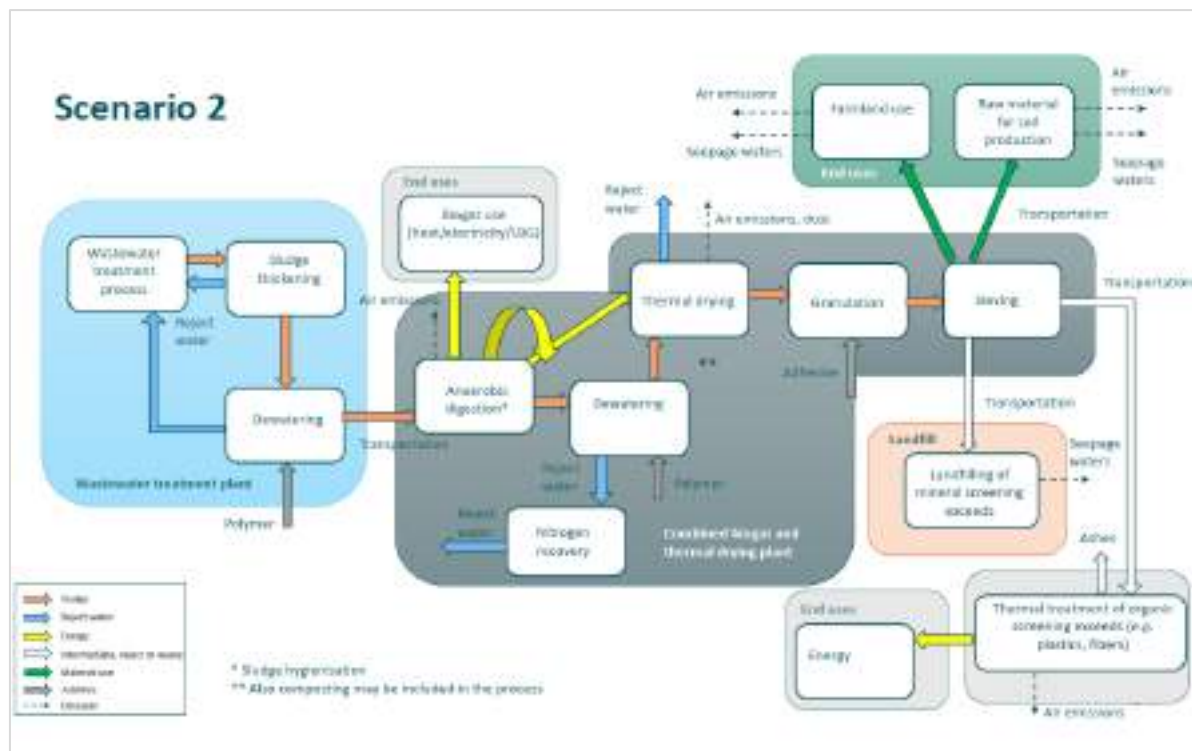 Scenario 2
Air emissions
Seepage waters
Farmland use
Raw material
for soil
production
End uses
Air
emissions
Seepage
waters
Transportation
End uses
Biogas use
(heat/electricity/
Reject
water
Air emissions, dust
Wastewater
treatment
process
Sludge
thickening
Reject
water
Air emissions
Thermal drying
Granulation
Sieving
Transportation
**
Adhesive
Anaerobic
digestion*
Dewatering
Dewatering
Transportation
Wastewater treatment plant
Polymer
Reject
water
Polymer
Reject
water
Nitrogen
recovery
Combined biogas and
thermal drying plant
Transportation
Landfill
Landfilling of
mineral screening
exceeds
Seepage
waters
Ashes
End uses
Energy
Thermal treatment of organic
screening exceeds (e.g.
plastics, fibers)
Air emissions
Sludge
Reject water
Energy
Material use
Additive
Emission
* Sludge hygienisation
** Also composting may be included in the process